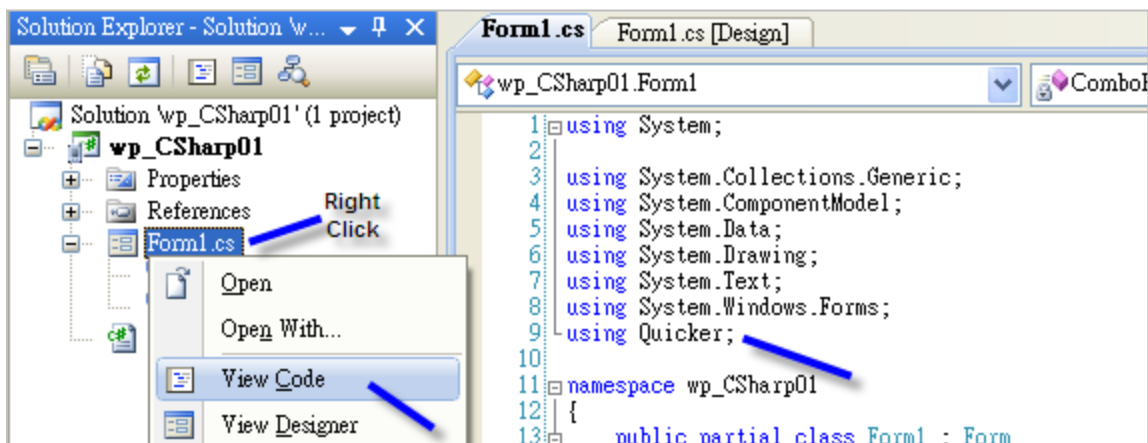 Solution Explorer - Solution 'w...
Solution 'wp_CSharp01' (1 project)
wp_CSharp01
Properties
References
Form1.cs
Right
Click
Open
Open With...
View Code
View Designer
Form1.cs
Form1.cs [Design]
wp_CSharp01.Form1
1 using System;
2
3 using System.Collections.Generic;
4 using System.ComponentModel;
5 using System.Data;
6 using System.Drawing;
7 using System.Text;
8 using System.Windows.Forms;
9 using Quicker;
10
11 namespace wp_CSharp01
12 {
13 public partial class Form1 : Form